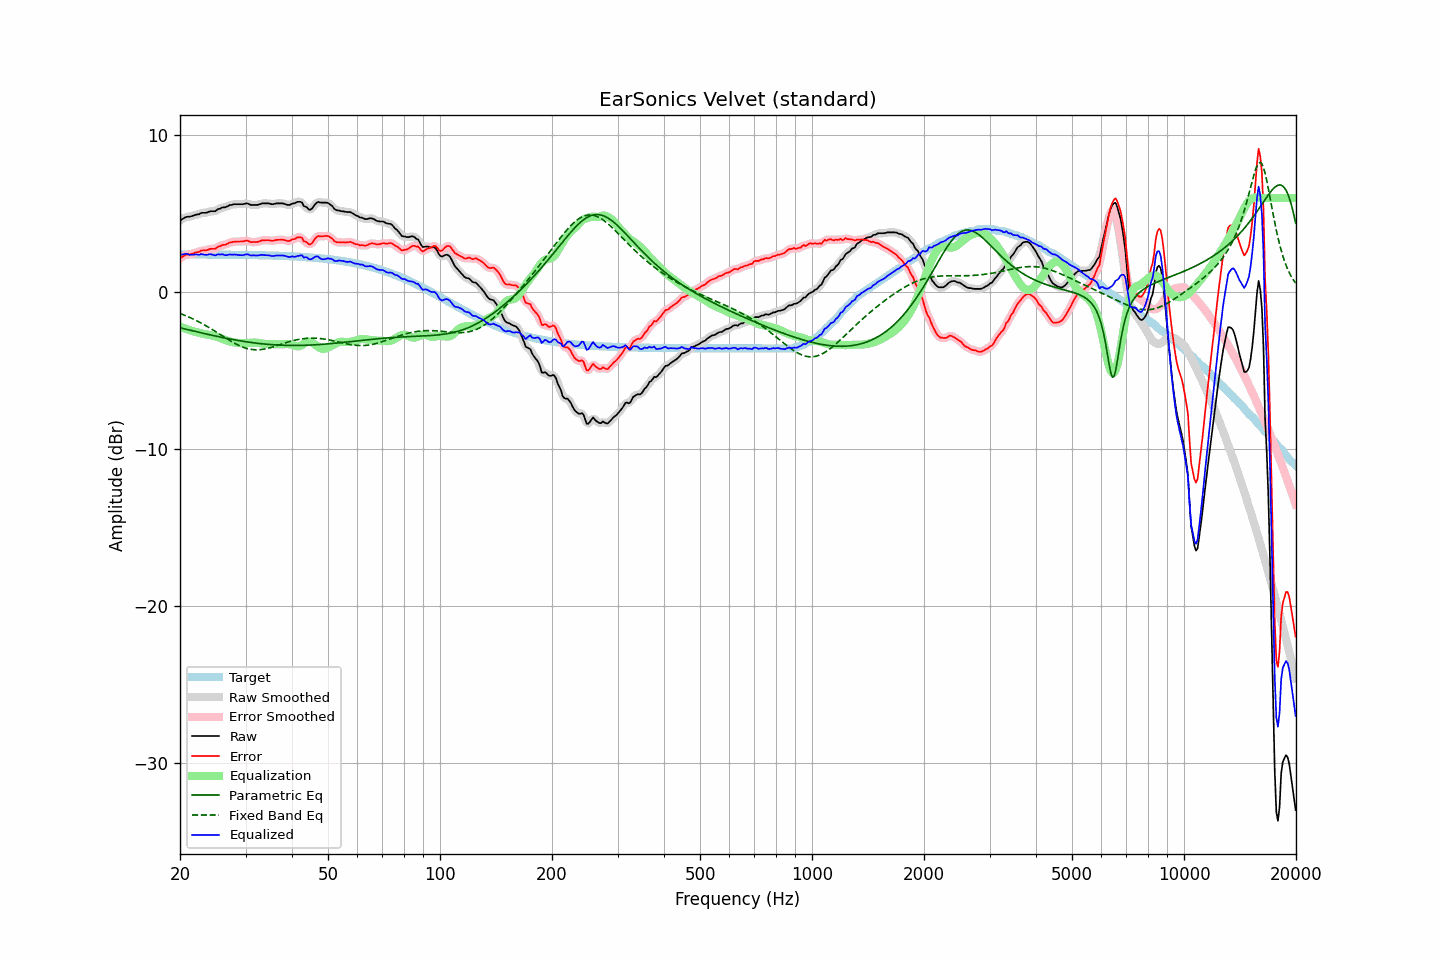 EarSonics Velvet (standard)
Amplitude (dBr)
10
0
−10
−20
−30
Target
Raw Smoothed
Error Smoothed
Raw
Error
Equalization
Parametric Eq
Fixed Band Eq
Equalized
20 50 100 200 500 1000 2000 5000 10000 20000
Frequency (Hz)